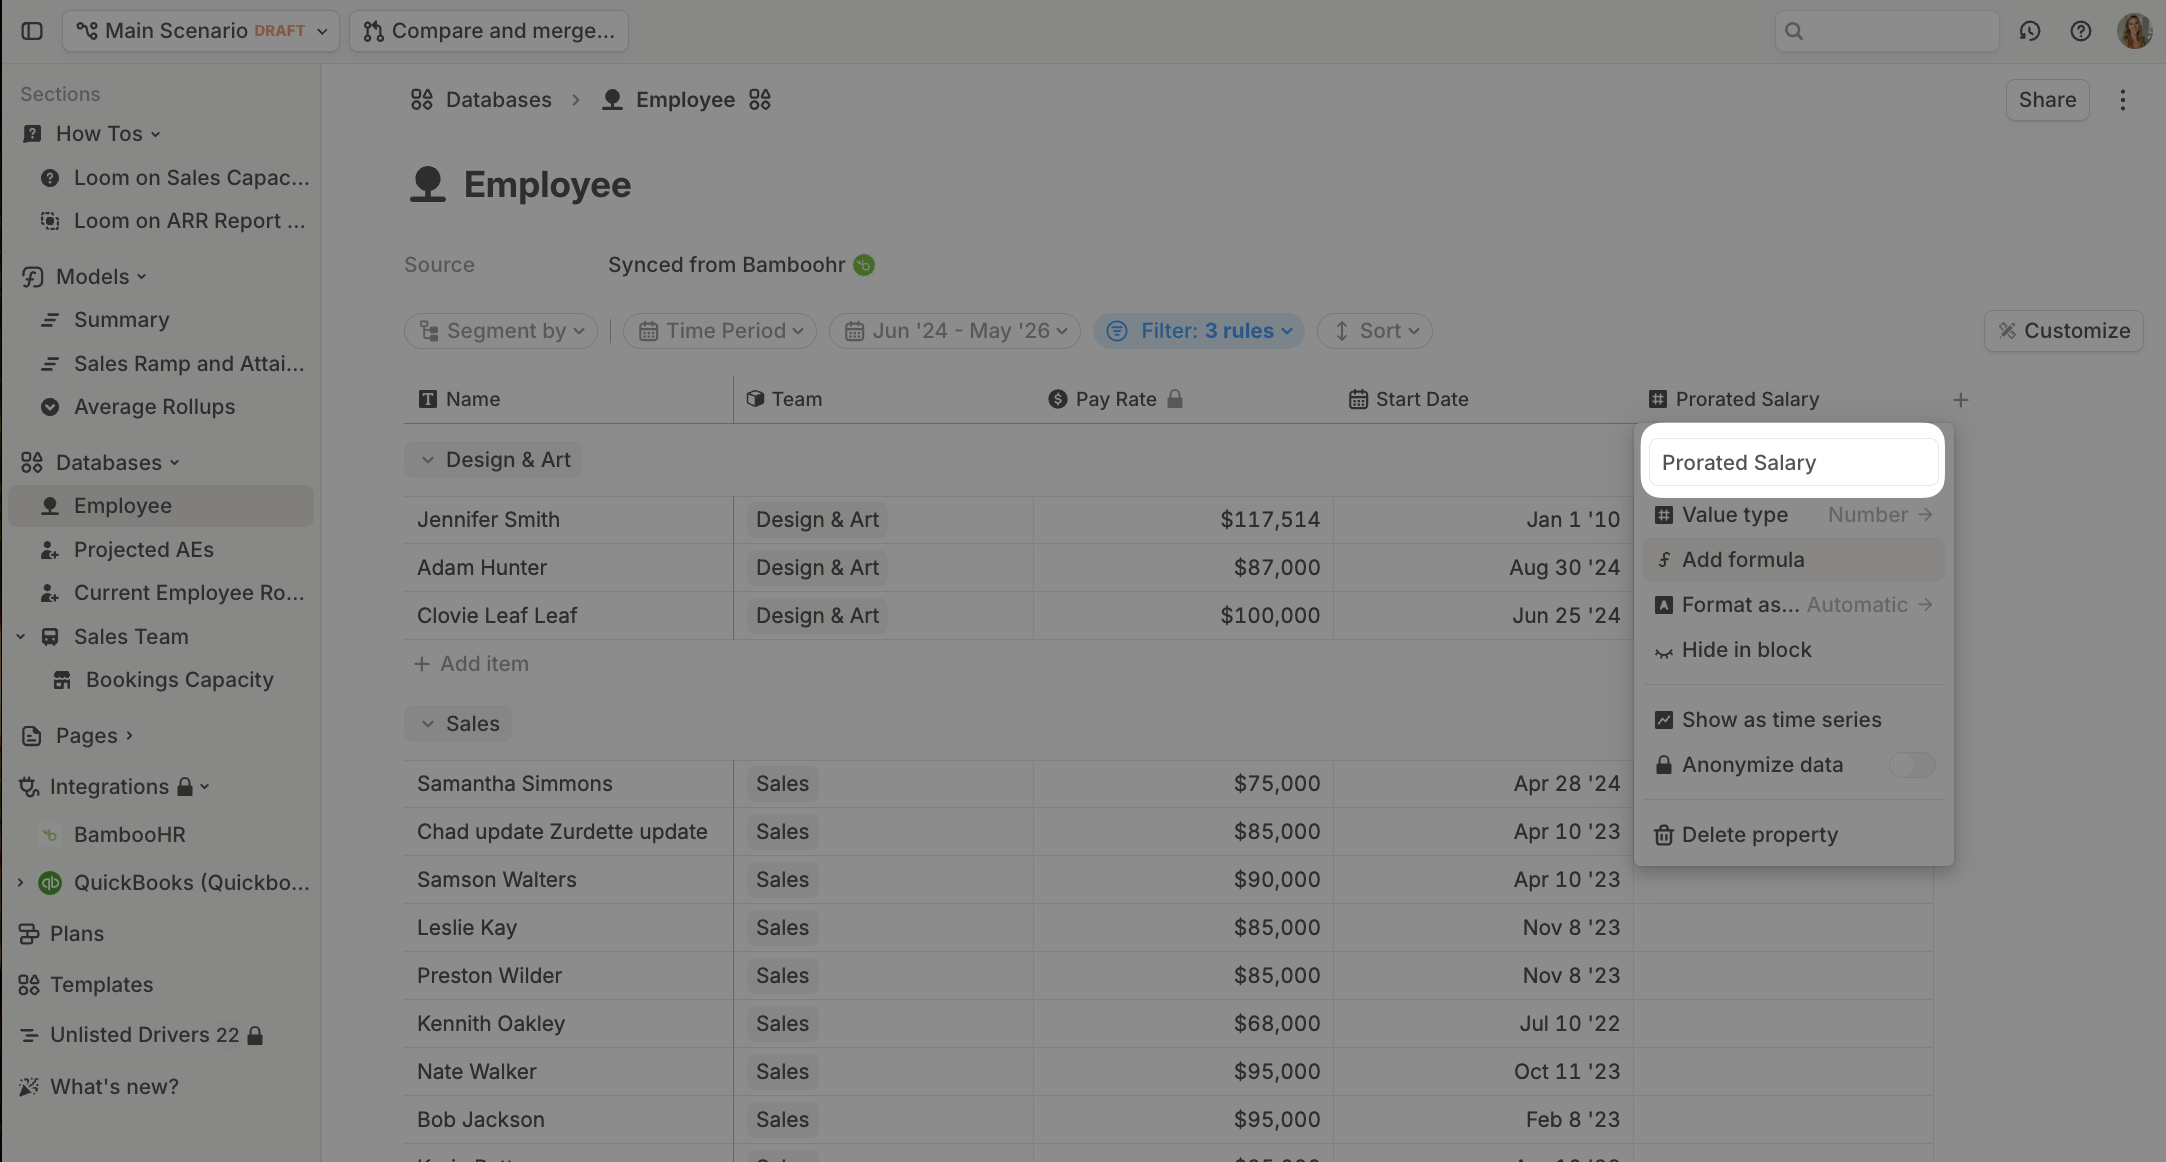 Main Scenario DRAFT
Compare and merge...
Sections
How Tos
Loom on Sales Capac...
Loom on ARR Report ...
Models
Summary
Sales Ramp and Attai...
Average Rollups
Databases
Employee
Projected AEs
Current Employee Ro...
Sales Team
Bookings Capacity
Pages
Integrations
BambooHR
QuickBooks (Quickbo...
Plans
Templates
Unlisted Drivers 22
What's new?
Databases > Employee
Share
Employee
Source Synced from Bamboohr
Segment by Time Period Jun '24 - May '26 Filter: 3 rules Sort
Customize
Name Team Pay Rate Start Date Prorated Salary
Design & Art
Jennifer Smith Design & Art $117,514 Jan 1 '10
Adam Hunter Design & Art $87,000 Aug 30 '24
Clovie Leaf Leaf Design & Art $100,000 Jun 25 '24
+ Add item
Sales
Samantha Simmons Sales $75,000 Apr 28 '24
Chad update Zurdette update Sales $85,000 Apr 10 '23
Samson Walters Sales $90,000 Apr 10 '23
Leslie Kay Sales $85,000 Nov 8 '23
Preston Wilder Sales $85,000 Nov 8 '23
Kennith Oakley Sales $68,000 Jul 10 '22
Nate Walker Sales $95,000 Oct 11 '23
Bob Jackson Sales $95,000 Feb 8 '23
Prorated Salary
Value type Number
Add formula
Format as... Automatic
Hide in block
Show as time series
Anonymize data
Delete property